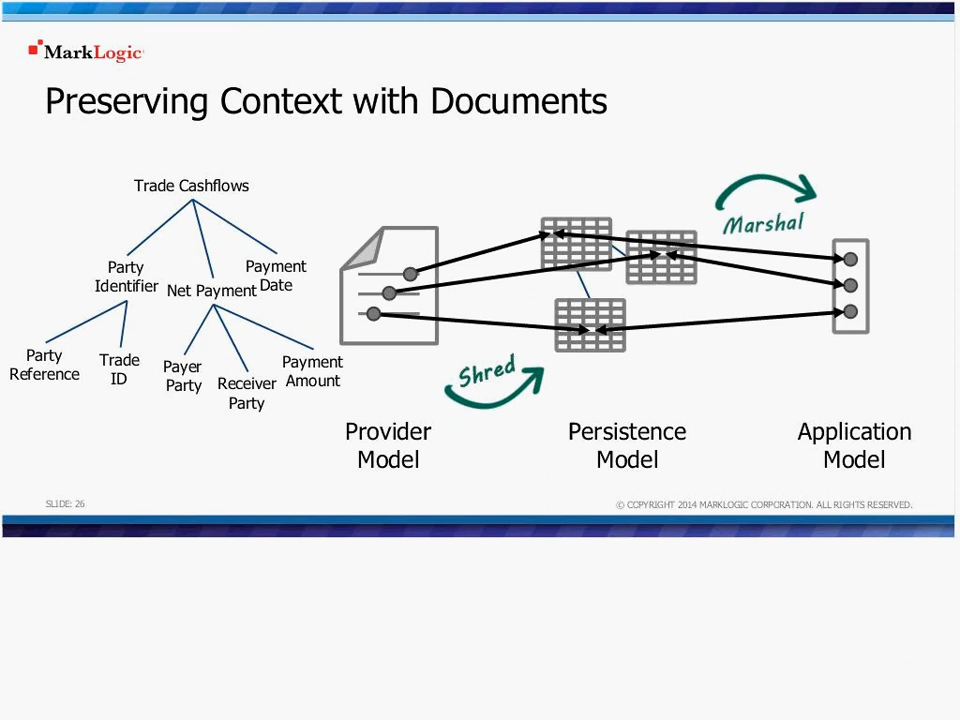 MarkLogic
Preserving Context with Documents
Trade Cashflows
Party
Identifier
Net Payment
Payment
Date
Party
Reference
Trade
ID
Payer
Party
Receiver
Party
Payment
Amount
Shred
Marshal
Provider
Model
Persistence
Model
Application
Model
SLIDE: 26
© COPYRIGHT 2014 MARKLOGIC CORPORATION. ALL RIGHTS RESERVED.